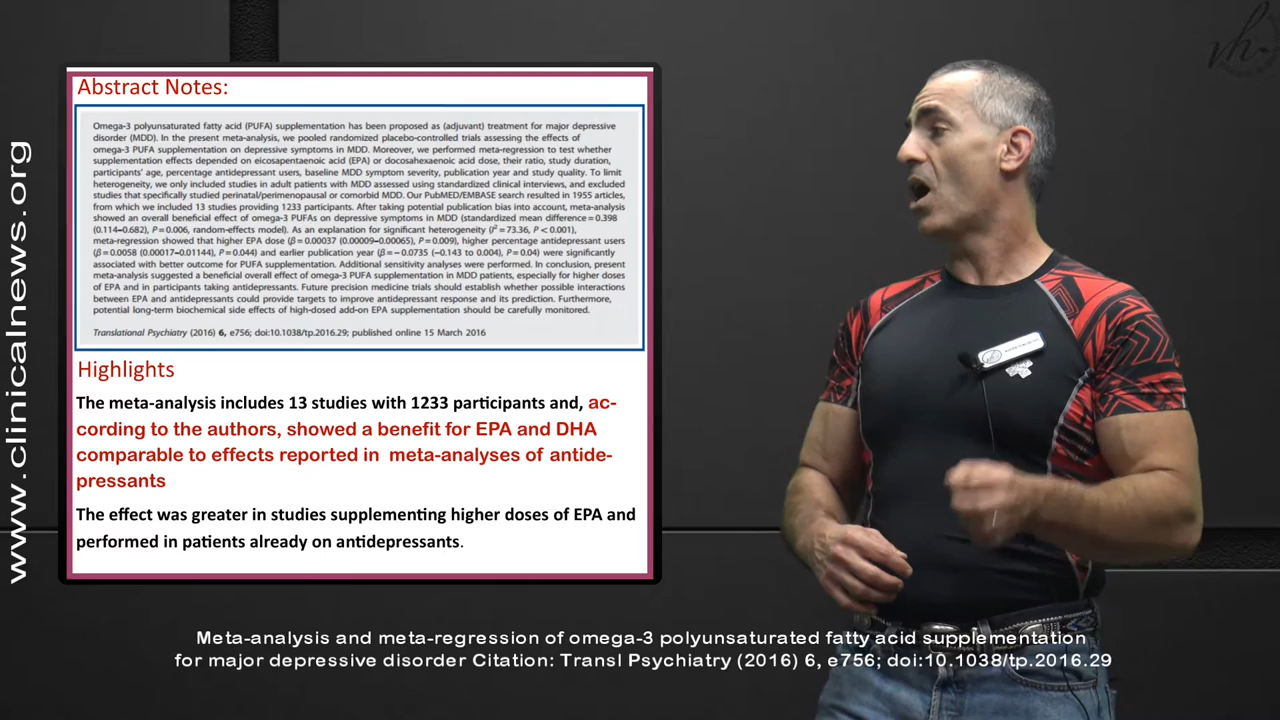 www.clinicalnews.org
Abstract Notes:
Omega-3 polyunsaturated fatty acid (PUFA) supplementation has been proposed as (adjuvant) treatment for major depressive
disorder (MDD). In the present meta-analysis, we pooled randomized placebo-controlled trials assessing the effects of
omega-3 PUFA supplementation on depressive symptoms in MDD. Moreover, we performed meta-regression to test whether
supplementation effects depended on eicosapentaenoic acid (EPA) or docosahexaenoic acid dose, their ratio, study duration,
participants' age, percentage antidepressant users, baseline MDD symptom severity, publication year and study quality. To limit
heterogeneity, we only included studies in adult patients with MDD assessed using standardized clinical interviews, and excluded
studies that specifically studied perinatal/perimenopausal or comorbid MDD. Our PubMED/EMBASE search resulted in 1955 articles,
from which we included 13 studies providing 1233 participants. After taking potential publication bias into account, meta-analysis
showed an overall beneficial effect of omega-3 PUFAs on depressive symptoms in MDD (standardized mean difference=0.398
(0.114–0.682), P=0.006, random-effects model). As an explanation for significant heterogeneity (I²=73.36, P<0.001),
meta-regression showed that higher EPA dose (β=0.00037 (0.00009–0.00065), P=0.009), higher percentage antidepressant users
(β=0.0058 (0.00017–0.01144), P=0.044) and earlier publication year (β=−0.0735 (−0.143 to 0.004), P=0.04) were significantly
associated with better outcome for PUFA supplementation. Additional sensitivity analyses were performed. In conclusion, present
meta-analysis suggested a beneficial overall effect of omega-3 PUFA supplementation in MDD patients, especially for higher doses
of EPA and in participants taking antidepressants. Future precision medicine trials should establish whether possible interactions
between EPA and antidepressants could provide targets to improve antidepressant response and its prediction. Furthermore,
potential long-term biochemical side effects of high-dosed add-on EPA supplementation should be carefully monitored.
Translational Psychiatry (2016) 6, e756; doi:10.1038/tp.2016.29; published online 15 March 2016
Highlights
The meta-analysis includes 13 studies with 1233 participants and, ac-
cording to the authors, showed a benefit for EPA and DHA
comparable to effects reported in meta-analyses of antide-
pressants
The effect was greater in studies supplementing higher doses of EPA and
performed in patients already on antidepressants.
Meta-analysis and meta-regression of omega-3 polyunsaturated fatty acid supplementation
for major depressive disorder Citation: Transl Psychiatry (2016) 6, e756; doi:10.1038/tp.2016.29
vh